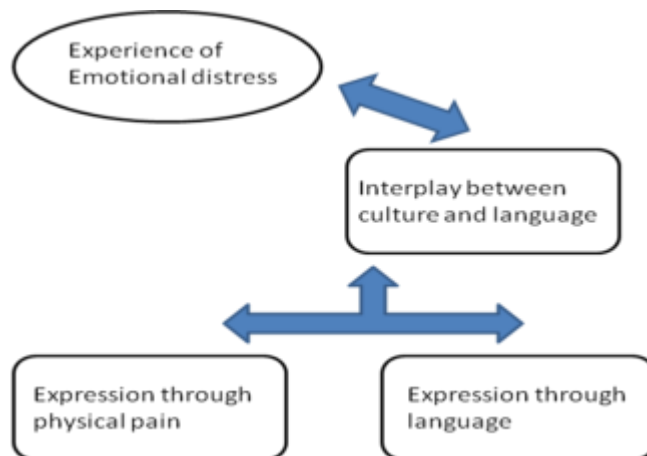 Experience of
Emotional distress
Interplay between
culture and language
Expression through
physical pain
Expression through
language